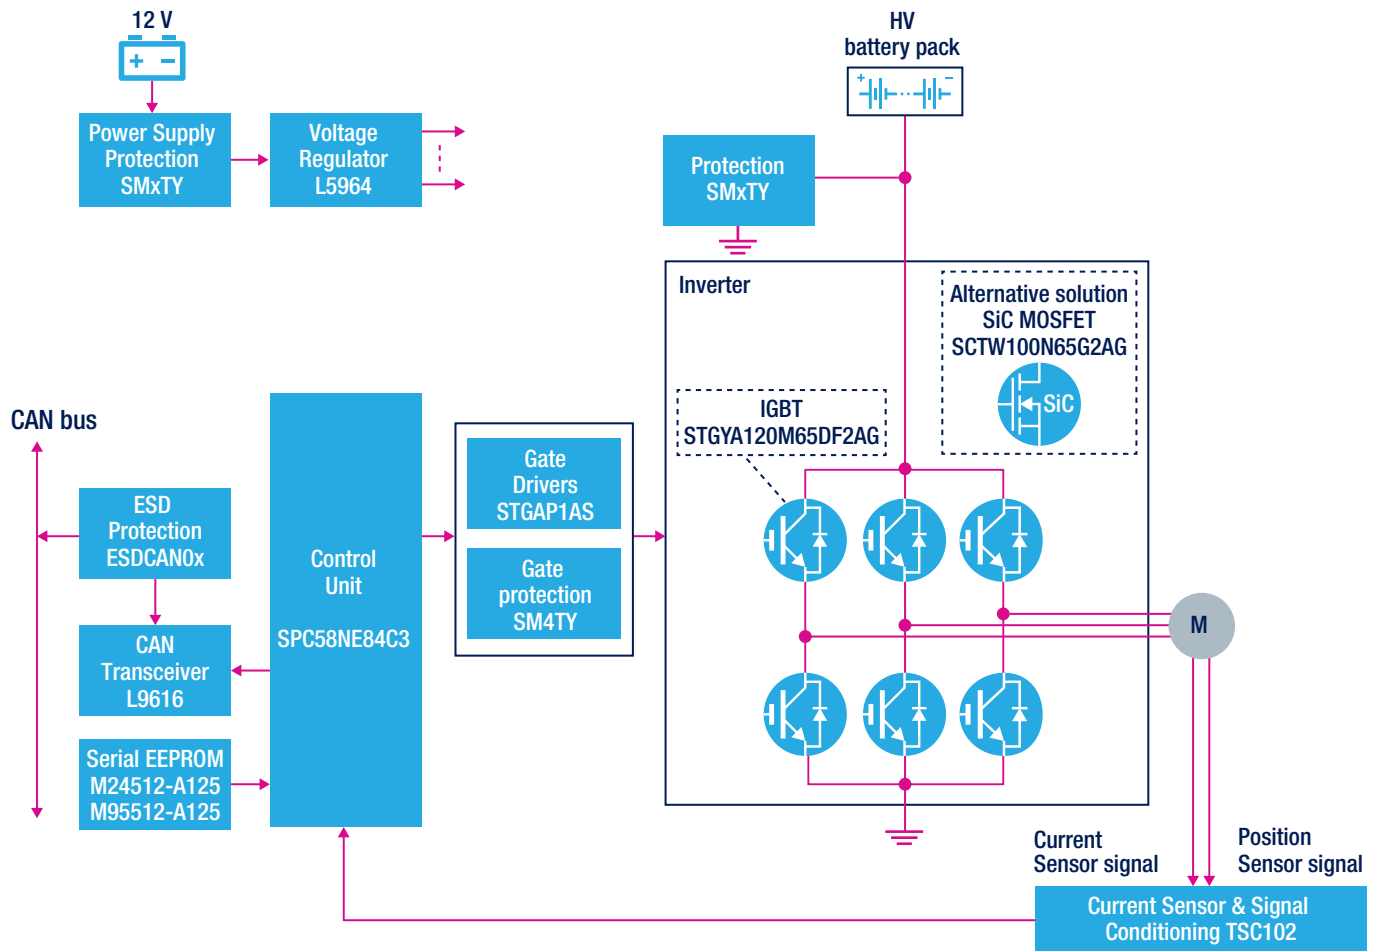 12 V
HV
battery pack
Power Supply
Protection
SMxTY
Voltage
Regulator
L5964
Protection
SMxTY
Inverter
Alternative solution
SiC MOSFET
SCTW100N65G2AG
SiC
IGBT
STGYA120M65DF2AG
CAN bus
ESD
Protection
ESDCAN0x
CAN
Transceiver
L9616
Serial EEPROM
M24512-A125
M95512-A125
Control
Unit
SPC58NE84C3
Gate
Drivers
STGAP1AS
Gate
protection
SM4TY
M
Current
Sensor signal
Position
Sensor signal
Current Sensor & Signal
Conditioning TSC102